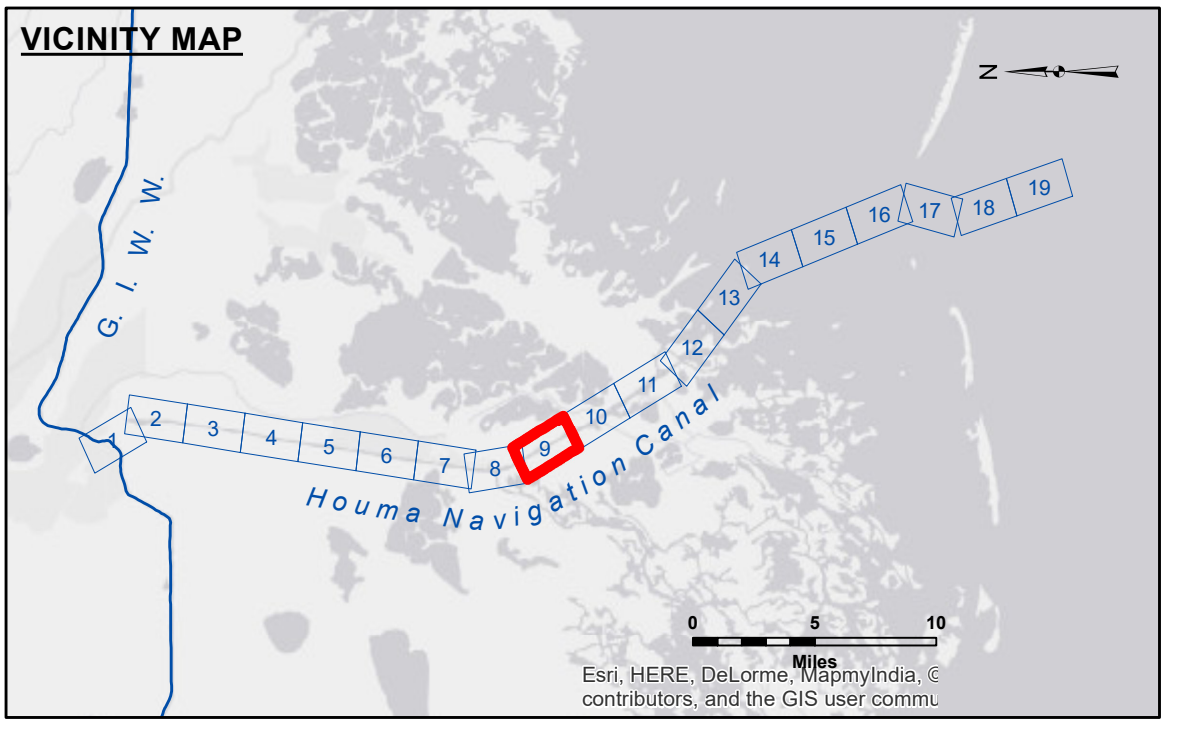 VICINITY MAP
N
G. I. W. W.
1
2
3
4
5
6
7
8
9
10
11
12
13
14
15
16
17
18
19
Houma Navigation Canal
0 5 10
Miles
Esri, HERE, DeLorme, MapmyIndia, ©
contributors, and the GIS user commu